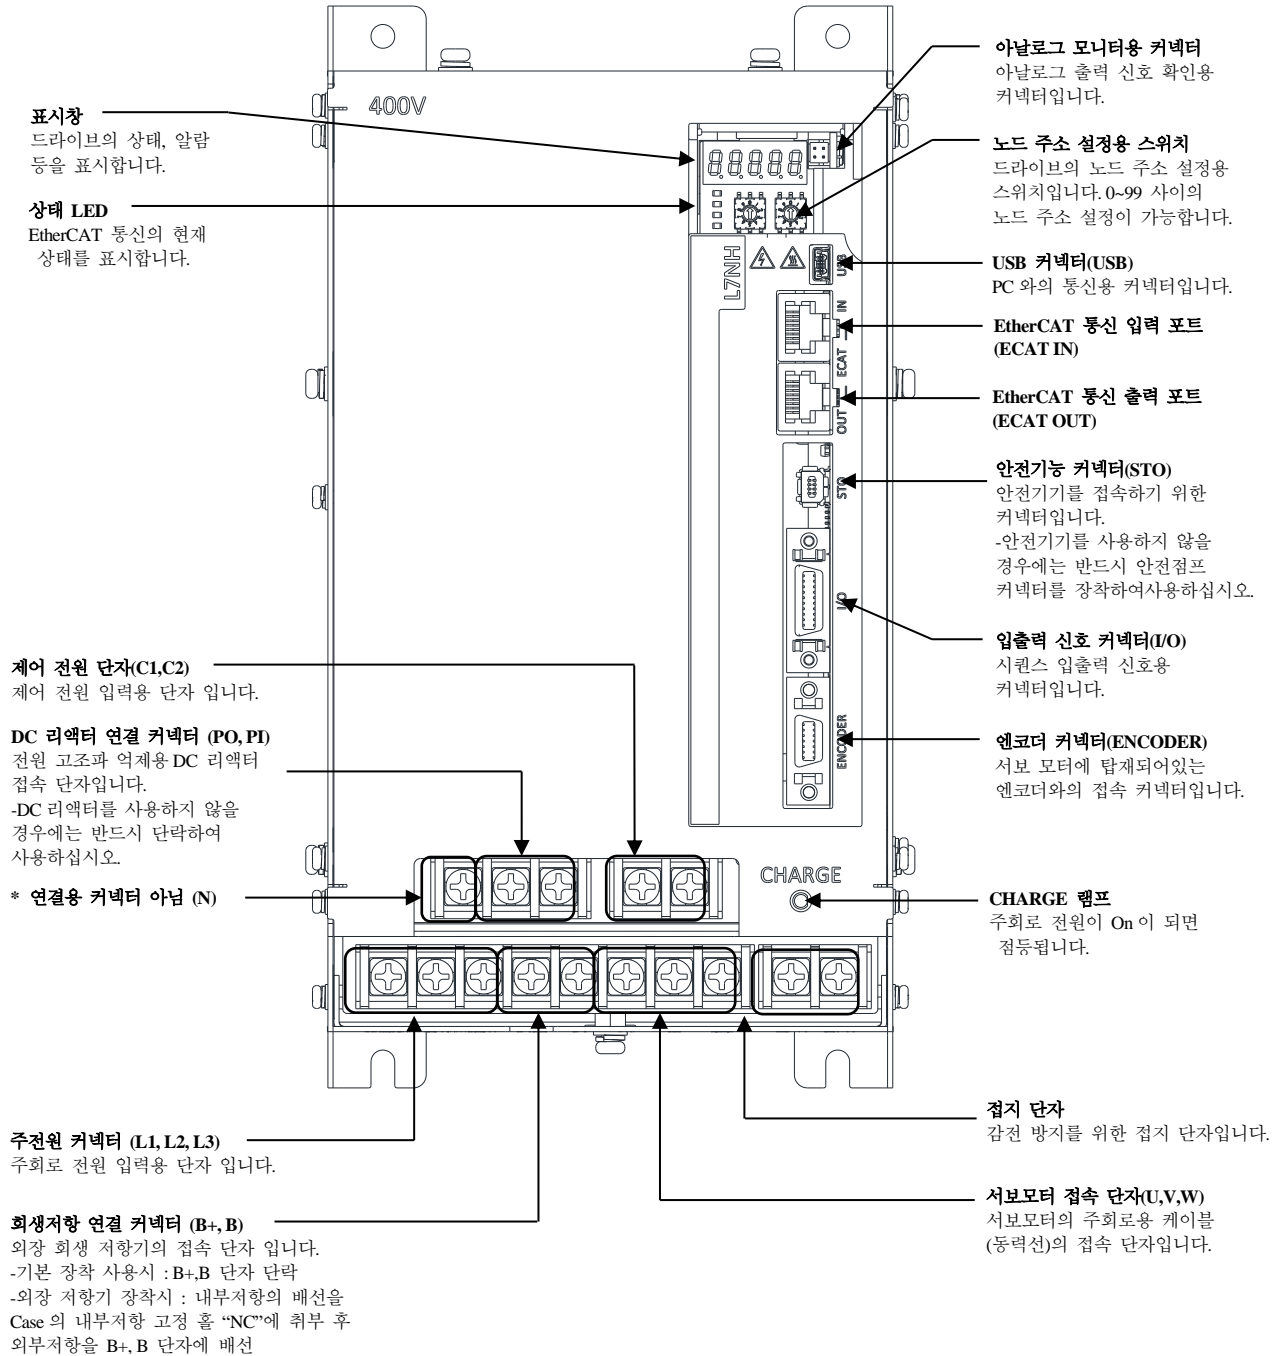 표시창
드라이브의 상태, 알람
등을 표시합니다.
상태 LED
EtherCAT 통신의 현재
상태를 표시합니다.
제어 전원 단자(C1,C2)
제어 전원 입력용 단자 입니다.
DC 리액터 연결 커넥터 (PO, PI)
전원 고조파 억제용 DC 리액터
접속 단자입니다.
-DC 리액터를 사용하지 않을
경우에는 반드시 단락하여
사용하십시오.
* 연결용 커넥터 아님 (N)
주전원 커넥터 (L1, L2, L3)
주회로 전원 입력용 단자 입니다.
회생저항 연결 커넥터 (B+, B)
외장 회생 저항기의 접속 단자 입니다.
-기본 장착 사용시 : B+,B 단자 단락
-외장 저항기 장착시 : 내부저항의 배선을
Case 의 내부저항 고정 홀 “NC”에 취부 후
외부저항을 B+, B 단자에 배선
400V
8.8.8.8.8.
L7NH
USB
IN
ECAT
OUT
STO
I/O
ENCODER
CHARGE
아날로그 모니터용 커넥터
아날로그 출력 신호 확인용
커넥터입니다.
노드 주소 설정용 스위치
드라이브의 노드 주소 설정용
스위치입니다. 0~99 사이의
노드 주소 설정이 가능합니다.
USB 커넥터(USB)
PC 와의 통신용 커넥터입니다.
EtherCAT 통신 입력 포트
(ECAT IN)
EtherCAT 통신 출력 포트
(ECAT OUT)
안전기능 커넥터(STO)
안전기기를 접속하기 위한
커넥터입니다.
-안전기기를 사용하지 않을
경우에는 반드시 안전점프
커넥터를 장착하여사용하십시오.
입출력 신호 커넥터(I/O)
시퀀스 입출력 신호용
커넥터입니다.
엔코더 커넥터(ENCODER)
서보 모터에 탑재되어있는
엔코더와의 접속 커넥터입니다.
CHARGE 램프
주회로 전원이 On 이 되면
점등됩니다.
접지 단자
감전 방지를 위한 접지 단자입니다.
서보모터 접속 단자(U,V,W)
서보모터의 주회로용 케이블
(동력선)의 접속 단자입니다.